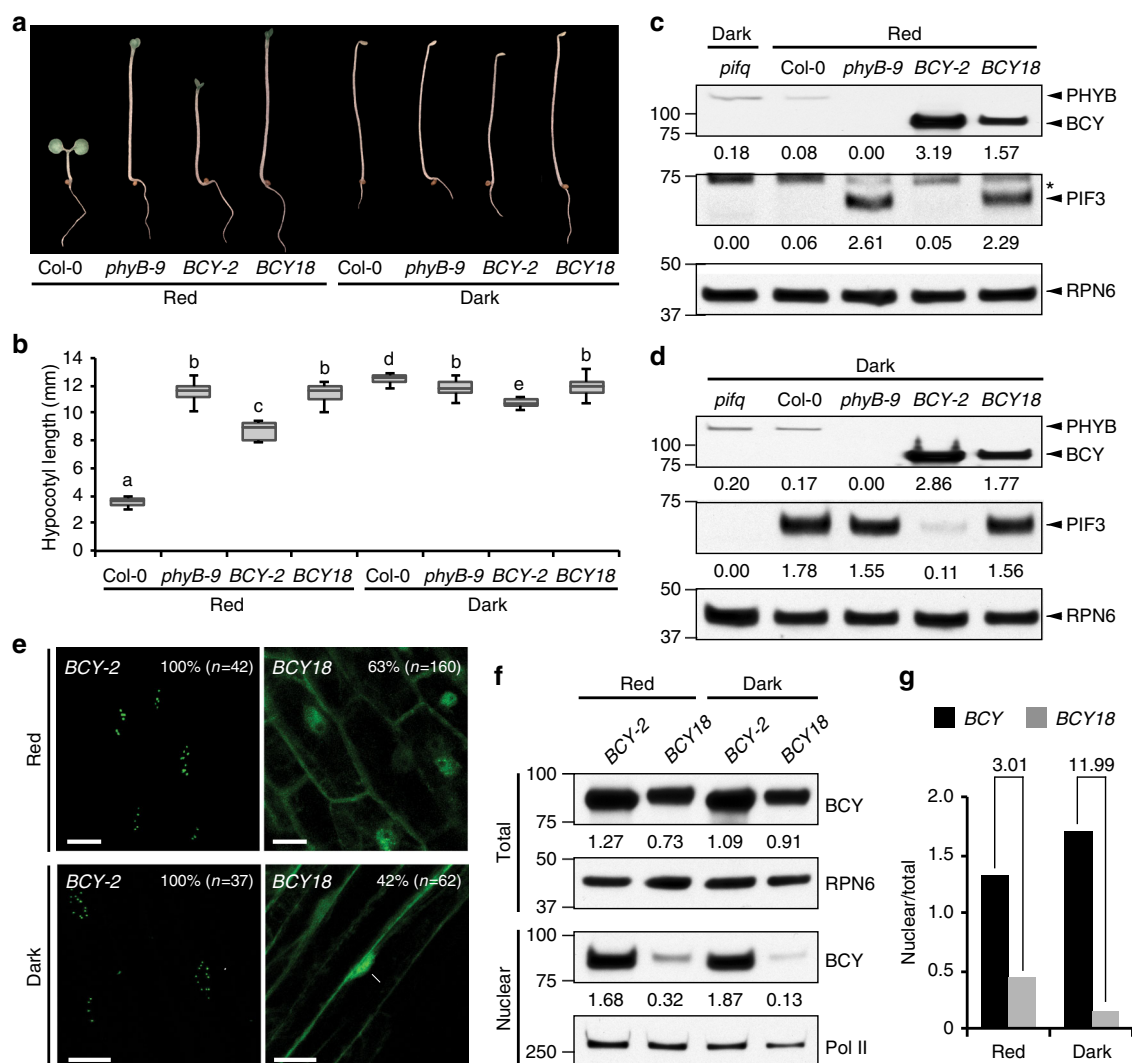 a
Col-0 phyB-9 BCY-2 BCY18 Col-0 phyB-9 BCY-2 BCY18
Red Dark
b
Hypocotyl length (mm)
14
12
10
8
6
4
2
0
a b c b d b e b
Col-0 phyB-9 BCY-2 BCY18 Col-0 phyB-9 BCY-2 BCY18
Red Dark
c
Dark Red
pifq Col-0 phyB-9 BCY-2 BCY18
100
75
PHYB
BCY
0.18 0.08 0.00 3.19 1.57
75
*
PIF3
0.00 0.06 2.61 0.05 2.29
50
37
RPN6
d
Dark
pifq Col-0 phyB-9 BCY-2 BCY18
100
75
PHYB
BCY
0.20 0.17 0.00 2.86 1.77
75
PIF3
0.00 1.78 1.55 0.11 1.56
50
37
RPN6
e
Red
BCY-2 100% (n=42)
BCY18 63% (n=160)
Dark
BCY-2 100% (n=37)
BCY18 42% (n=62)
f
Red Dark
BCY-2 BCY18 BCY-2 BCY18
Total
100
75
BCY
1.27 0.73 1.09 0.91
50
37
RPN6
Nuclear
100
75
BCY
1.68 0.32 1.87 0.13
250
Pol II
g
BCY BCY18
3.01 11.99
Nuclear/total
2.0
1.5
1.0
0.5
0
Red Dark